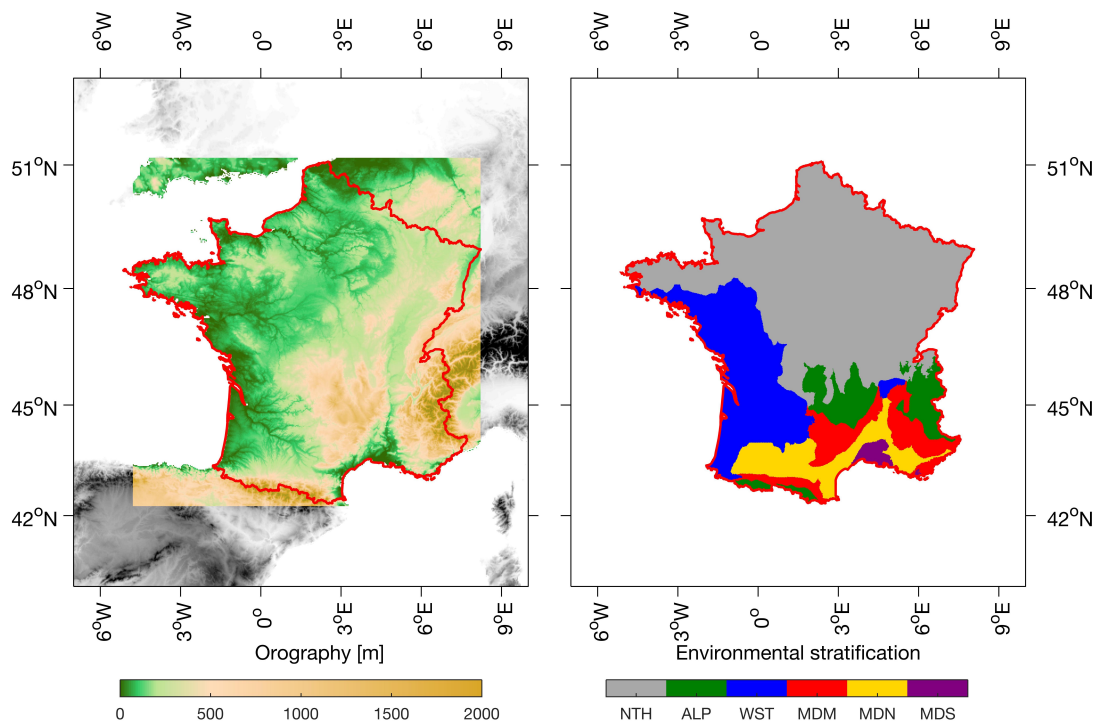 6°W 3°W 0° 3°E 6°E 9°E 6°W 3°W 0° 3°E 6°E 9°E
51°N 51°N
48°N 48°N
45°N 45°N
42°N 42°N
6°W 3°W 0° 3°E 6°E 9°E 6°W 3°W 0° 3°E 6°E 9°E
Orography [m] Environmental stratification
0 500 1000 1500 2000 NTH ALP WST MDM MDN MDS